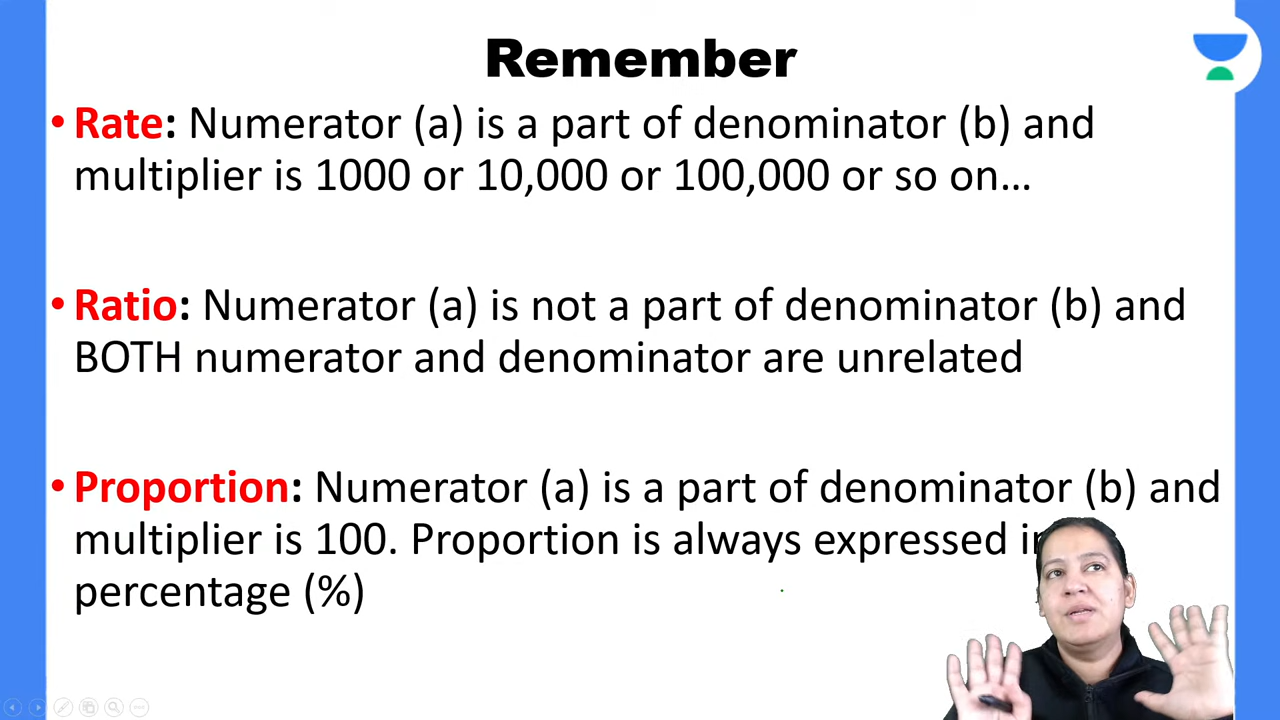 Remember
• Rate: Numerator (a) is a part of denominator (b) and
multiplier is 1000 or 10,000 or 100,000 or so on...
• Ratio: Numerator (a) is not a part of denominator (b) and
BOTH numerator and denominator are unrelated
• Proportion: Numerator (a) is a part of denominator (b) and
multiplier is 100. Proportion is always expressed
percentage (%)